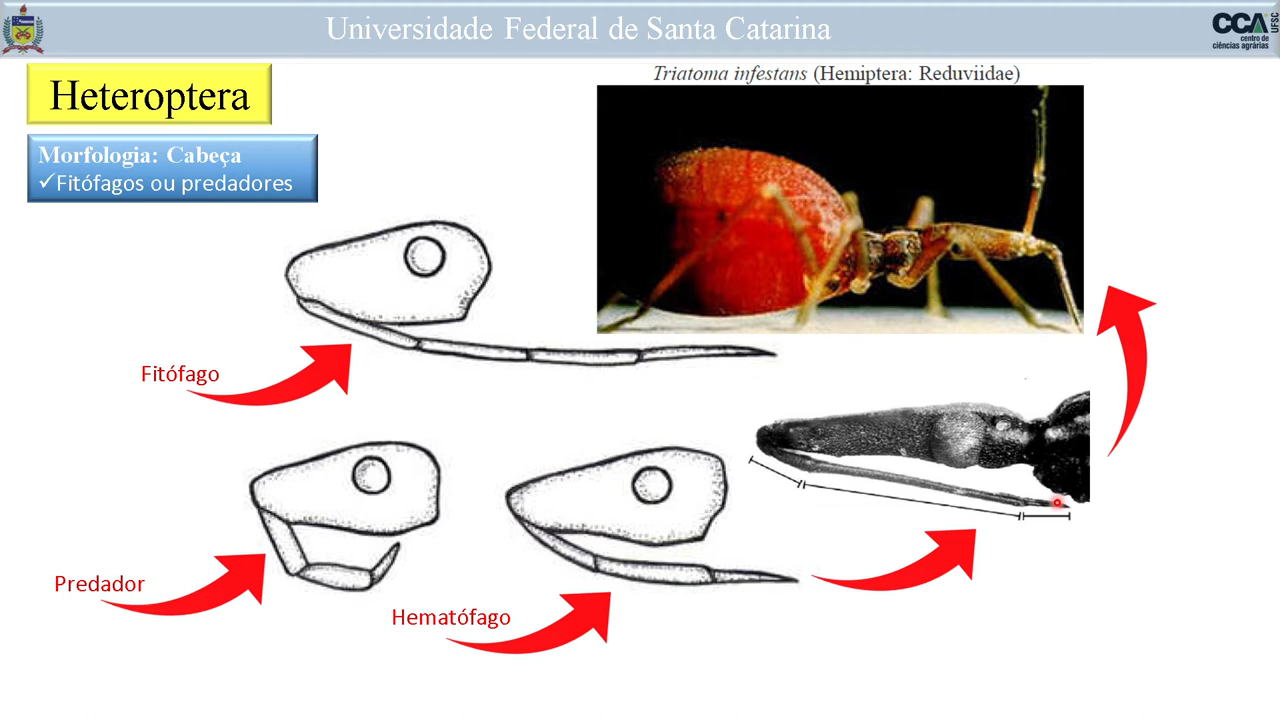 Universidade Federal de Santa Catarina
CCA
UFSC
centro de
ciências agrárias
Heteroptera
Morfologia: Cabeça
✓Fitófagos ou predadores
Triatoma infestans (Hemiptera: Reduviidae)
Fitófago
Predador
Hematófago